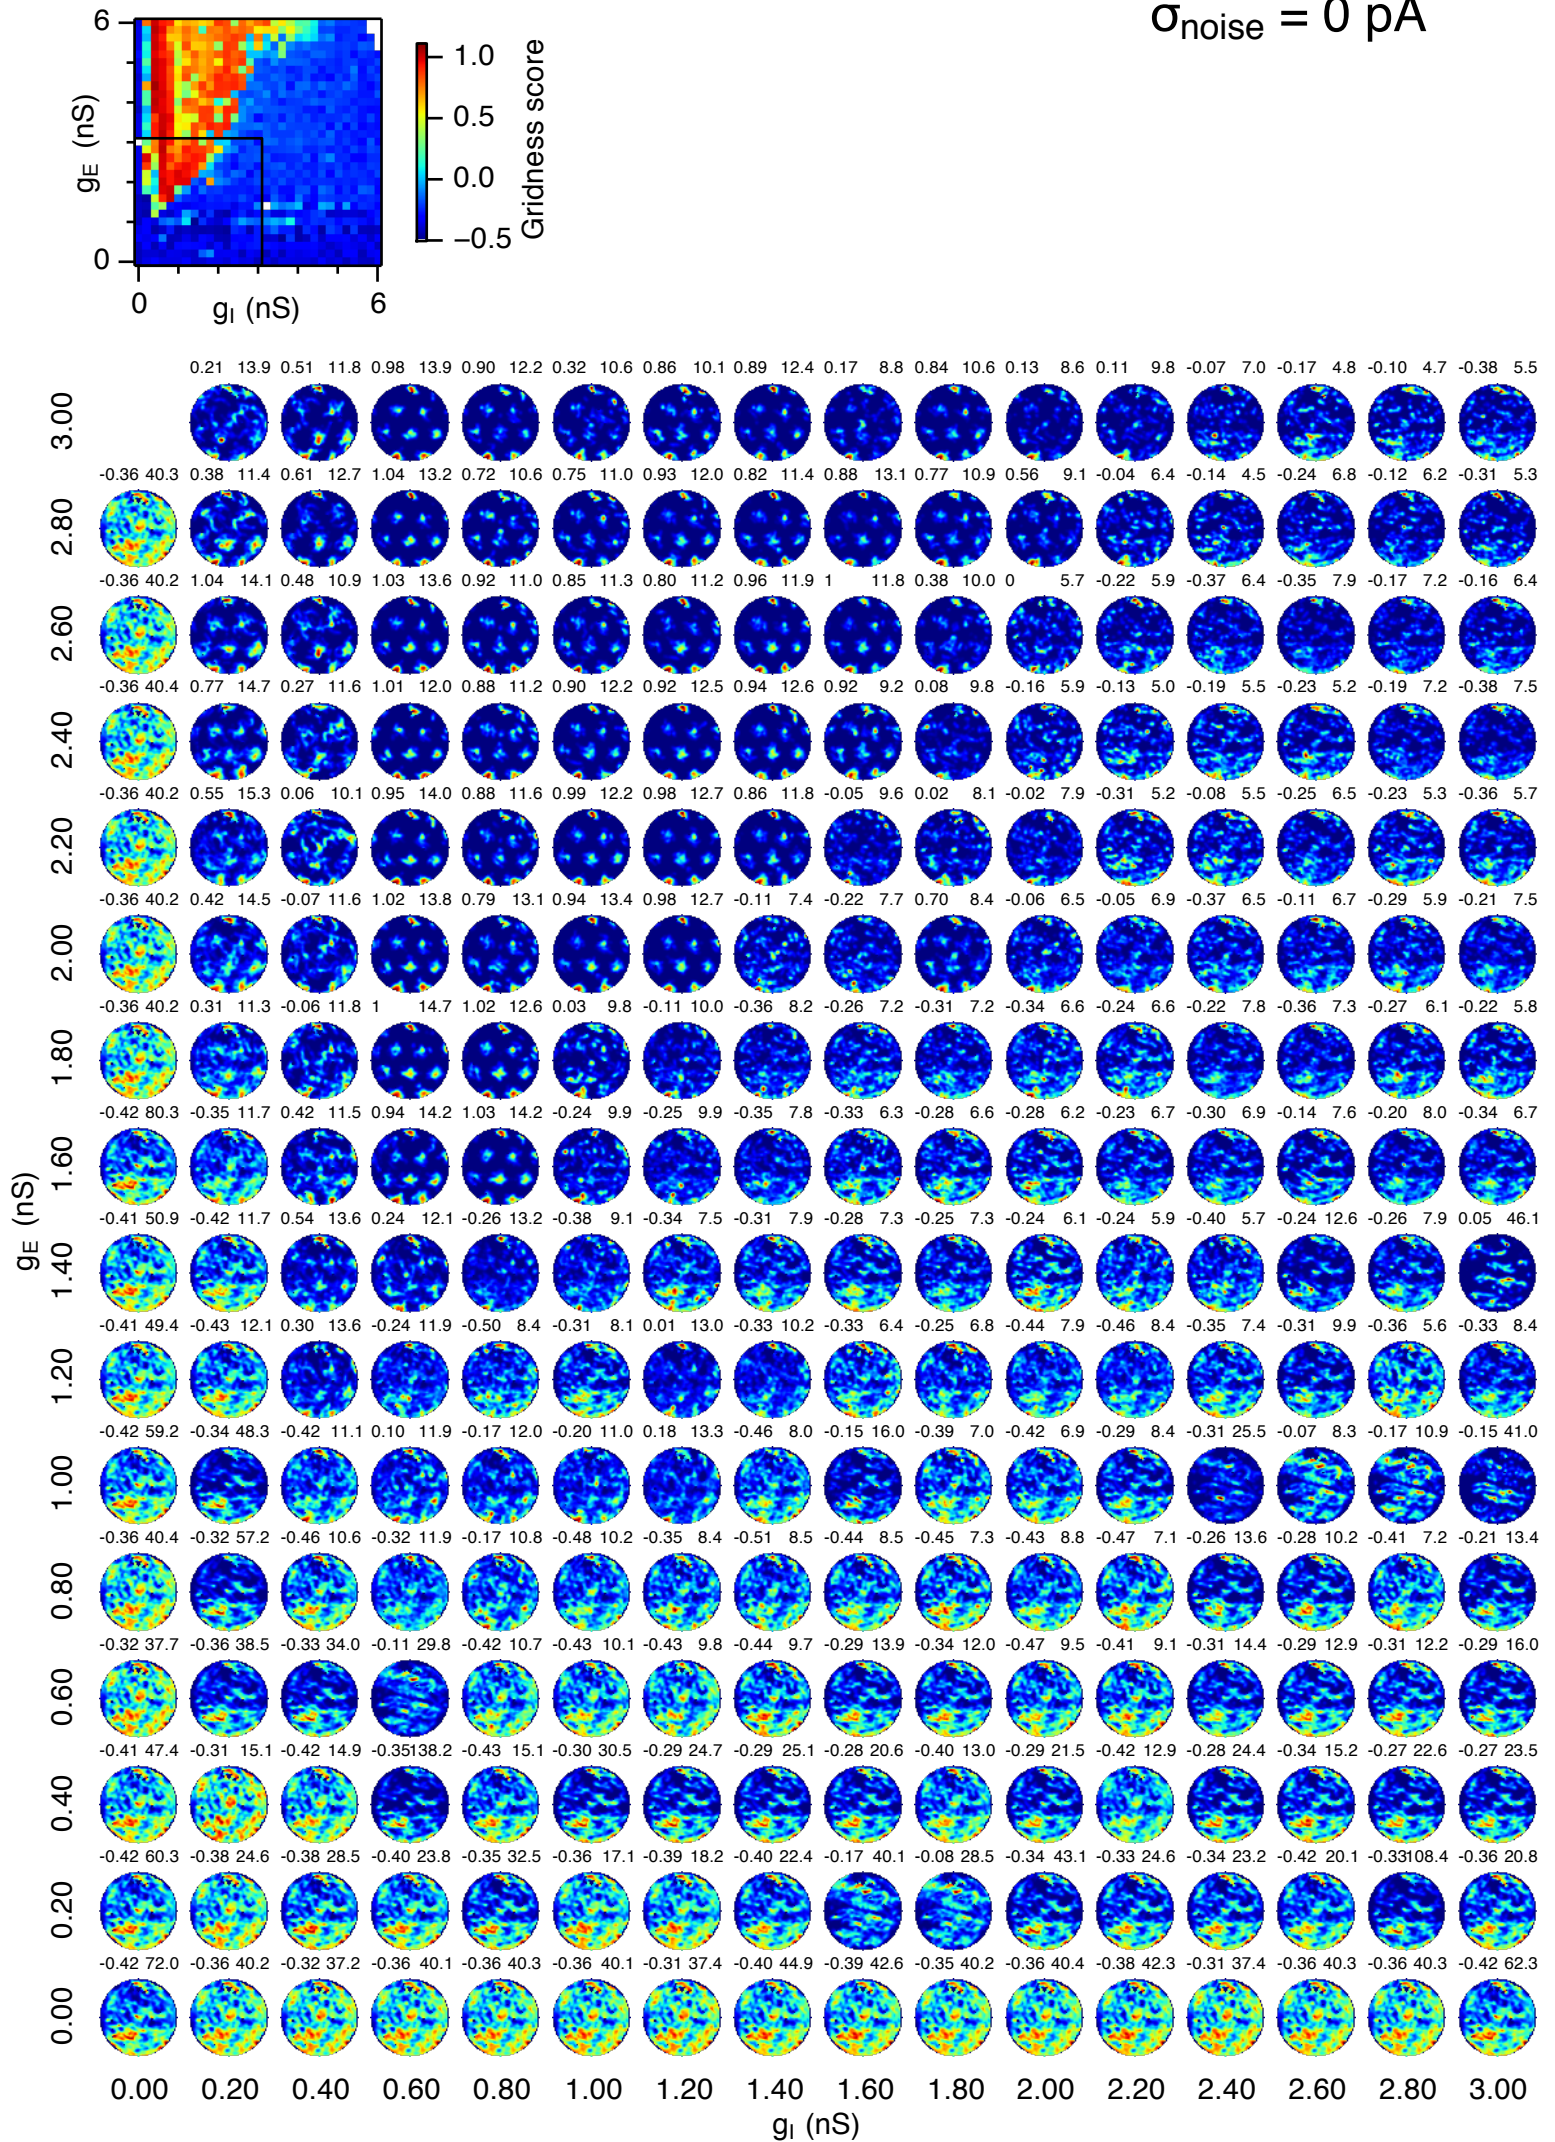 σnoise = 0 pA
6
1.0
0.5
0.0
−0.5
gE (nS)
Gridness score
0
0
6
gI (nS)
0.21 13.9 0.51 11.8 0.98 13.9 0.90 12.2 0.32 10.6 0.86 10.1 0.89 12.4 0.17 8.8 0.84 10.6 0.13 8.6 0.11 9.8 -0.07 7.0 -0.17 4.8 -0.10 4.7 -0.38 5.5
3.00
-0.36 40.3 0.38 11.4 0.61 12.7 1.04 13.2 0.72 10.6 0.75 11.0 0.93 12.0 0.82 11.4 0.88 13.1 0.77 10.9 0.56 9.1 -0.04 6.4 -0.14 4.5 -0.24 6.8 -0.12 6.2 -0.31 5.3
2.80
-0.36 40.2 1.04 14.1 0.48 10.9 1.03 13.6 0.92 11.0 0.85 11.3 0.80 11.2 0.96 11.9 1 11.8 0.38 10.0 0 5.7 -0.22 5.9 -0.37 6.4 -0.35 7.9 -0.17 7.2 -0.16 6.4
2.60
-0.36 40.4 0.77 14.7 0.27 11.6 1.01 12.0 0.88 11.2 0.90 12.2 0.92 12.5 0.94 12.6 0.92 9.2 0.08 9.8 -0.16 5.9 -0.13 5.0 -0.19 5.5 -0.23 5.2 -0.19 7.2 -0.38 7.5
2.40
-0.36 40.2 0.55 15.3 0.06 10.1 0.95 14.0 0.88 11.6 0.99 12.2 0.98 12.7 0.86 11.8 -0.05 9.6 0.02 8.1 -0.02 7.9 -0.31 5.2 -0.08 5.5 -0.25 6.5 -0.23 5.3 -0.36 5.7
2.20
-0.36 40.2 0.42 14.5 -0.07 11.6 1.02 13.8 0.79 13.1 0.94 13.4 0.98 12.7 -0.11 7.4 -0.22 7.7 0.70 8.4 -0.06 6.5 -0.05 6.9 -0.37 6.5 -0.11 6.7 -0.29 5.9 -0.21 7.5
2.00
-0.36 40.2 0.31 11.3 -0.06 11.8 1 14.7 1.02 12.6 0.03 9.8 -0.11 10.0 -0.36 8.2 -0.26 7.2 -0.31 7.2 -0.34 6.6 -0.24 6.6 -0.22 7.8 -0.36 7.3 -0.27 6.1 -0.22 5.8
1.80
-0.42 80.3 -0.35 11.7 0.42 11.5 0.94 14.2 1.03 14.2 -0.24 9.9 -0.25 9.9 -0.35 7.8 -0.33 6.3 -0.28 6.6 -0.28 6.2 -0.23 6.7 -0.30 6.9 -0.14 7.6 -0.20 8.0 -0.34 6.7
1.60
-0.41 50.9 -0.42 11.7 0.54 13.6 0.24 12.1 -0.26 13.2 -0.38 9.1 -0.34 7.5 -0.31 7.9 -0.28 7.3 -0.25 7.3 -0.24 6.1 -0.24 5.9 -0.40 5.7 -0.24 12.6 -0.26 7.9 0.05 46.1
1.40
-0.41 49.4 -0.43 12.1 0.30 13.6 -0.24 11.9 -0.50 8.4 -0.31 8.1 0.01 13.0 -0.33 10.2 -0.33 6.4 -0.25 6.8 -0.44 7.9 -0.46 8.4 -0.35 7.4 -0.31 9.9 -0.36 5.6 -0.33 8.4
1.20
-0.42 59.2 -0.34 48.3 -0.42 11.1 0.10 11.9 -0.17 12.0 -0.20 11.0 0.18 13.3 -0.46 8.0 -0.15 16.0 -0.39 7.0 -0.42 6.9 -0.29 8.4 -0.31 25.5 -0.07 8.3 -0.17 10.9 -0.15 41.0
1.00
-0.36 40.4 -0.32 57.2 -0.46 10.6 -0.32 11.9 -0.17 10.8 -0.48 10.2 -0.35 8.4 -0.51 8.5 -0.44 8.5 -0.45 7.3 -0.43 8.8 -0.47 7.1 -0.26 13.6 -0.28 10.2 -0.41 7.2 -0.21 13.4
0.80
-0.32 37.7 -0.36 38.5 -0.33 34.0 -0.11 29.8 -0.42 10.7 -0.43 10.1 -0.43 9.8 -0.44 9.7 -0.29 13.9 -0.34 12.0 -0.47 9.5 -0.41 9.1 -0.31 14.4 -0.29 12.9 -0.31 12.2 -0.29 16.0
0.60
-0.41 47.4 -0.31 15.1 -0.42 14.9 -0.35138.2 -0.43 15.1 -0.30 30.5 -0.29 24.7 -0.29 25.1 -0.28 20.6 -0.40 13.0 -0.29 21.5 -0.42 12.9 -0.28 24.4 -0.34 15.2 -0.27 22.6 -0.27 23.5
0.40
-0.42 60.3 -0.38 24.6 -0.38 28.5 -0.40 23.8 -0.35 32.5 -0.36 17.1 -0.39 18.2 -0.40 22.4 -0.17 40.1 -0.08 28.5 -0.34 43.1 -0.33 24.6 -0.34 23.2 -0.42 20.1 -0.33108.4 -0.36 20.8
0.20
-0.42 72.0 -0.36 40.2 -0.32 37.2 -0.36 40.1 -0.36 40.3 -0.36 40.1 -0.31 37.4 -0.40 44.9 -0.39 42.6 -0.35 40.2 -0.36 40.4 -0.38 42.3 -0.31 37.4 -0.36 40.3 -0.36 40.3 -0.42 62.3
0.00
gE (nS)
0.00 0.20 0.40 0.60 0.80 1.00 1.20 1.40 1.60 1.80 2.00 2.20 2.40 2.60 2.80 3.00
gI (nS)